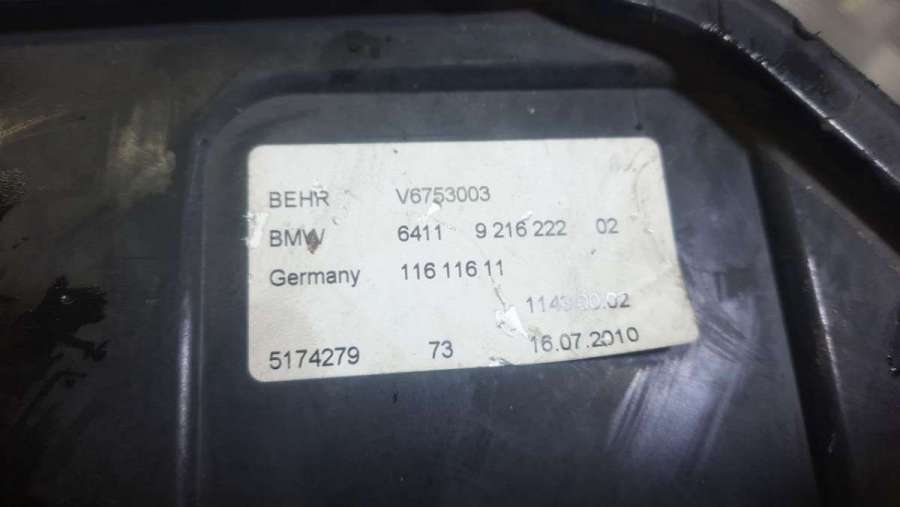 BEHR V6753003
BMW 6411 9 216 222 02
Germany 116 116 11
5174279 73 16.07.2010